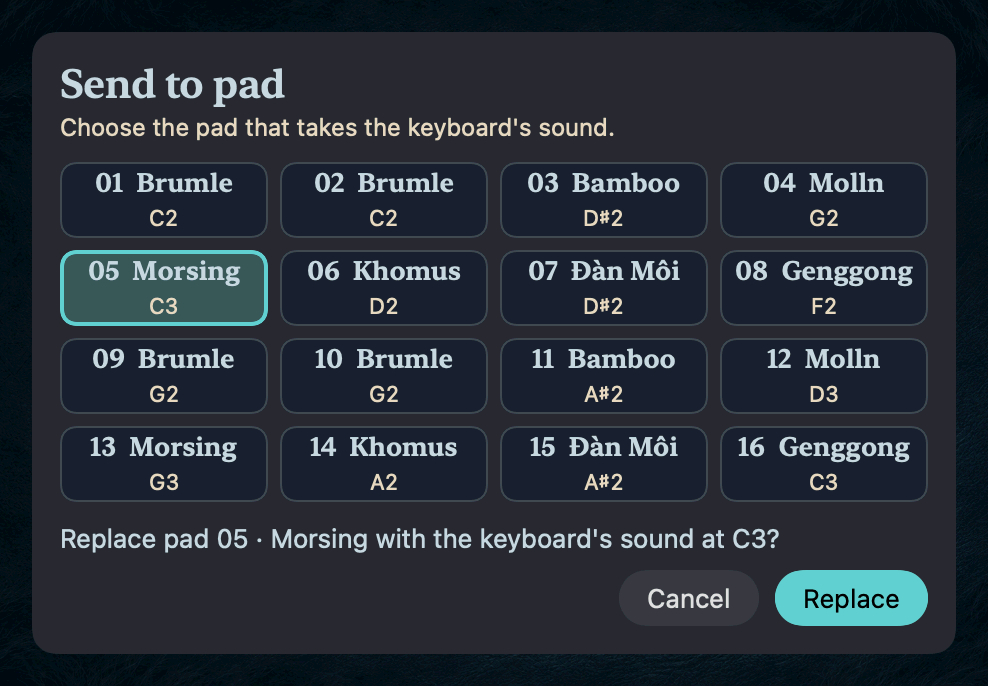 Send to pad
Choose the pad that takes the keyboard's sound.
01 Brumle
C2
02 Brumle
C2
03 Bamboo
D#2
04 Molln
G2
05 Morsing
C3
06 Khomus
D2
07 Đàn Môi
D#2
08 Genggong
F2
09 Brumle
G2
10 Brumle
G2
11 Bamboo
A#2
12 Molln
D3
13 Morsing
G3
14 Khomus
A2
15 Đàn Môi
A#2
16 Genggong
C3
Replace pad 05 · Morsing with the keyboard's sound at C3?
Cancel
Replace